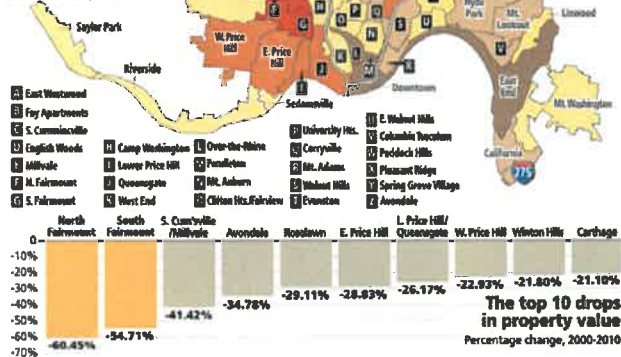 Hyde
Park
Mt.
Lookout
Linwood
Sayler Park
W. Price
Hill
E. Price
Hill
F
G
H
O
P
Q
N
S
U
K
L
M
R
V
J
I
East
End
Riverside
Downtown
Mt. Washington
Sedamsville
California
275
A East Westwood
B Fay Apartments
C S. Cumminsville
D English Woods
E Millvale
F N. Fairmount
G S. Fairmount
H Camp Washington
I Lower Price Hill
J Queensgate
K West End
L Over-the-Rhine
M Pendleton
N Mt. Auburn
O Clifton Hts./Fairview
P University Hts.
Q Corryville
R Mt. Adams
S Walnut Hills
T Evanston
U E. Walnut Hills
V Columbia Tusculum
W Paddock Hills
X Pleasant Ridge
Y Spring Grove Village
Z Avondale
North
Fairmount
South
Fairmount
S. Cum'sville
/Millvale
Avondale
Roselawn
E. Price Hill
L. Price Hill/
Queensgate
W. Price Hill
Winton Hills
Carthage
0
-10%
-20%
-30%
-40%
-50%
-60%
-70%
-60.45%
-54.71%
-41.42%
-34.78%
-29.11%
-28.83%
-26.17%
-22.93%
-21.80%
-21.10%
The top 10 drops
in property value
Percentage change, 2000-2010